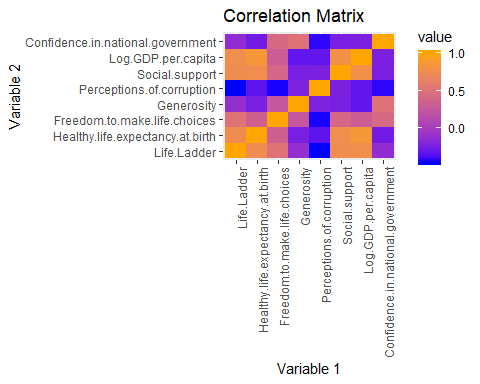 Correlation Matrix
Variable 2
Confidence.in.national.government
Log.GDP.per.capita
Social.support
Perceptions.of.corruption
Generosity
Freedom.to.make.life.choices
Healthy.life.expectancy.at.birth
Life.Ladder
Life.Ladder
Healthy.life.expectancy.at.birth
Freedom.to.make.life.choices
Generosity
Perceptions.of.corruption
Social.support
Log.GDP.per.capita
Confidence.in.national.government
Variable 1
value
1.0
0.5
0.0